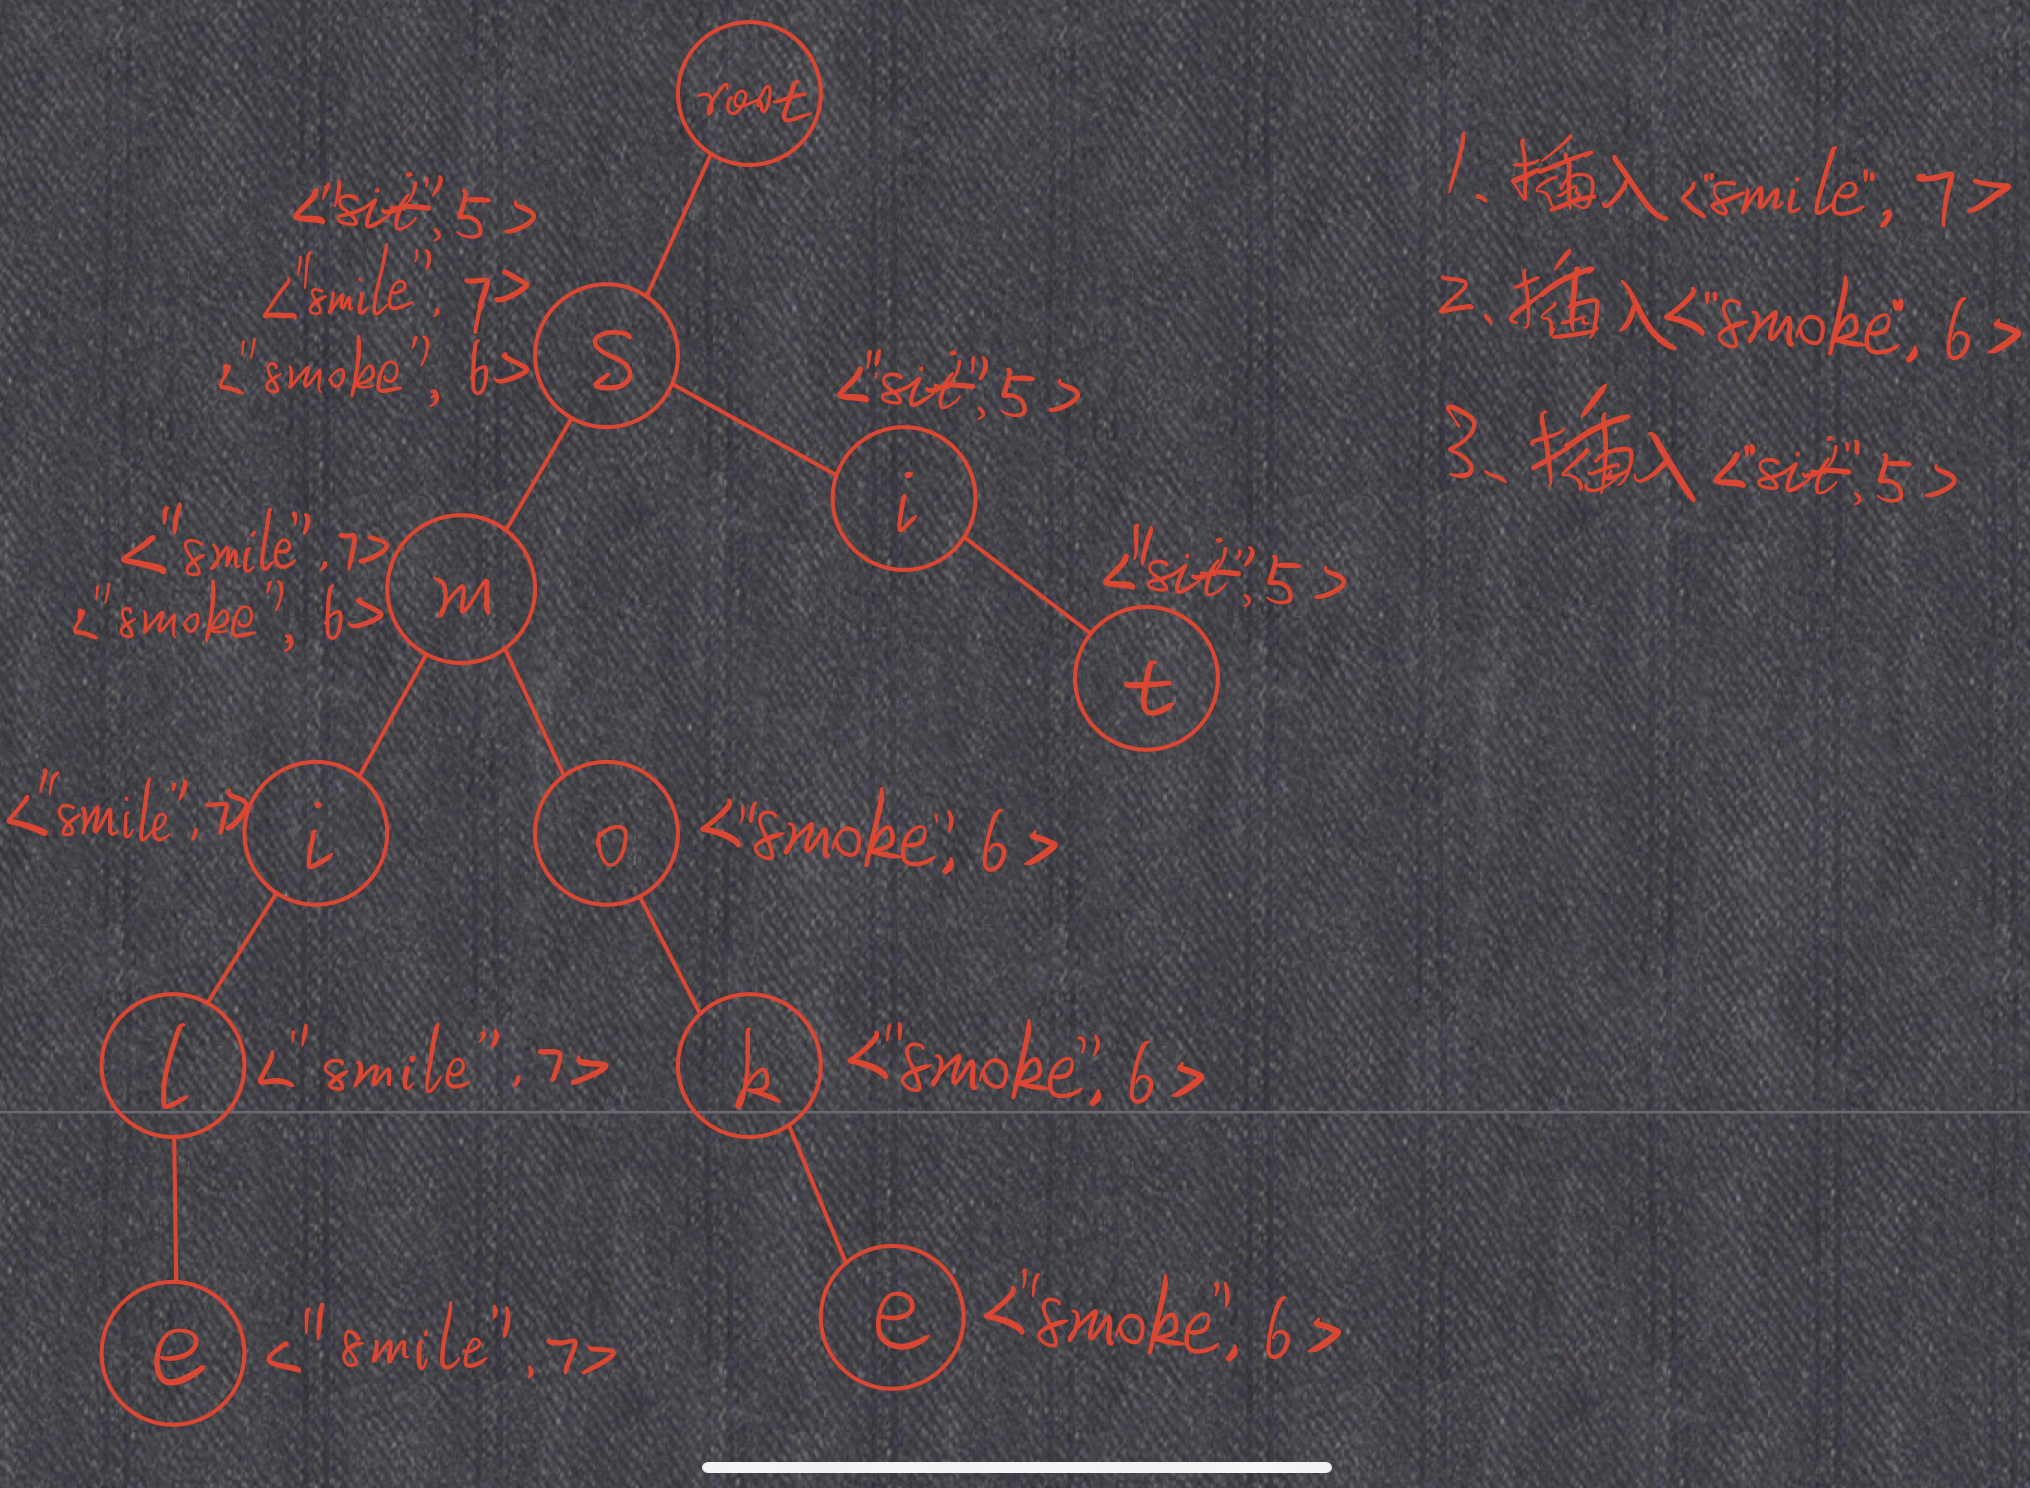 root
<"sit", 5>
<"smile", 7>
<"smoke", 6>
S
<"sit", 5>
i
<"sit", 5>
t
<"smile", 7>
<"smoke", 6>
m
<"smile", 7>
i
o
<"smoke", 6>
l
<"smile", 7>
k
<"smoke", 6>
e
<"smile", 7>
e
<"smoke", 6>
1、插入<"smile", 7>
2、插入<"smoke", 6>
3、插入<"sit", 5>